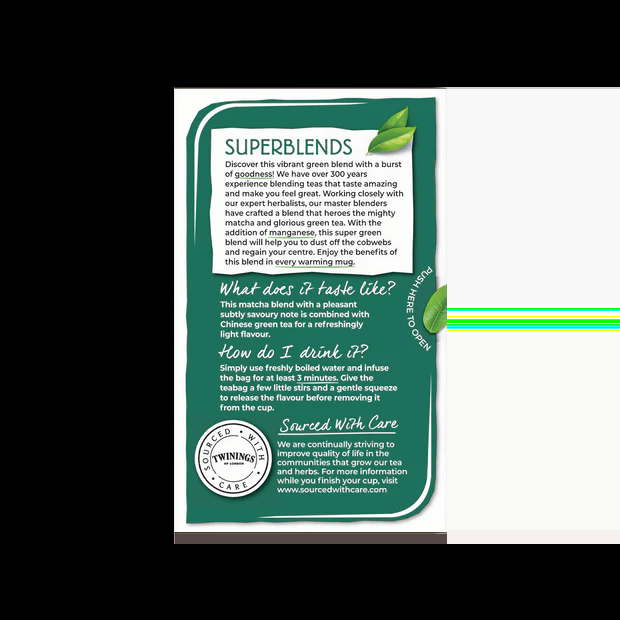 SUPERBLENDS
Discover this vibrant green blend with a burst
of goodness! We have over 300 years
experience blending teas that taste amazing
and make you feel great. Working closely with
our expert herbalists, our master blenders
have crafted a blend that heroes the mighty
matcha and glorious green tea. With the
addition of manganese, this super green
blend will help you to dust off the cobwebs
and regain your centre. Enjoy the benefits of
this blend in every warming mug.
PUSH HERE TO OPEN
What does it taste like?
This matcha blend with a pleasant
subtly savoury note is combined with
Chinese green tea for a refreshingly
light flavour.
How do I drink it?
Simply use freshly boiled water and infuse
the bag for at least 3 minutes. Give the
teabag a few little stirs and a gentle squeeze
to release the flavour before removing it
from the cup.
Sourced With Care
We are continually striving to
improve quality of life in the
communities that grow our tea
and herbs. For more information
while you finish your cup, visit
www.sourcedwithcare.com
SOURCED • WITH • CARE •
TWININGS
OF LONDON